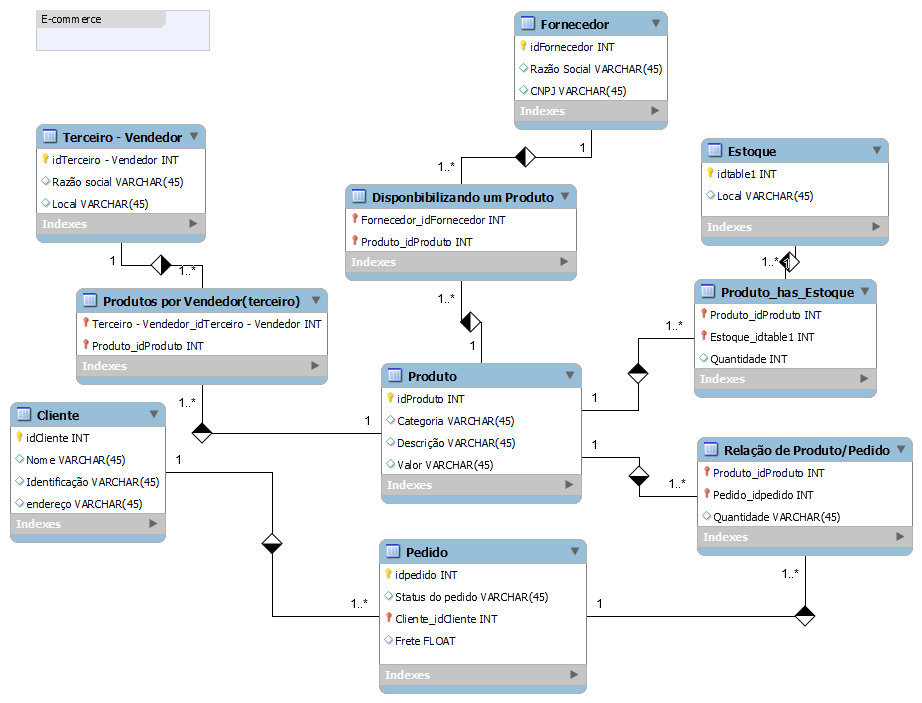 E-commerce
Fornecedor
idFornecedor INT
Razão Social VARCHAR(45)
CNPJ VARCHAR(45)
Indexes
1
1..*
Terceiro - Vendedor
idTerceiro - Vendedor INT
Razão social VARCHAR(45)
Local VARCHAR(45)
Indexes
1
1..*
Estoque
idtable1 INT
Local VARCHAR(45)
Indexes
1
1..*
Disponbibilizando um Produto
Fornecedor_idFornecedor INT
Produto_idProduto INT
Indexes
1..*
1
Produtos por Vendedor(terceiro)
Terceiro - Vendedor_idTerceiro - Vendedor INT
Produto_idProduto INT
Indexes
1..*
1
Produto_has_Estoque
Produto_idProduto INT
Estoque_idtable1 INT
Quantidade INT
Indexes
1..*
1
Produto
idProduto INT
Categoria VARCHAR(45)
Descrição VARCHAR(45)
Valor VARCHAR(45)
Indexes
1
1..*
Cliente
idCliente INT
Nome VARCHAR(45)
Identificação VARCHAR(45)
endereço VARCHAR(45)
Indexes
1
1..*
Relação de Produto/Pedido
Produto_idProduto INT
Pedido_idpedido INT
Quantidade VARCHAR(45)
Indexes
1..*
1
Pedido
idpedido INT
Status do pedido VARCHAR(45)
Cliente_idCliente INT
Frete FLOAT
Indexes